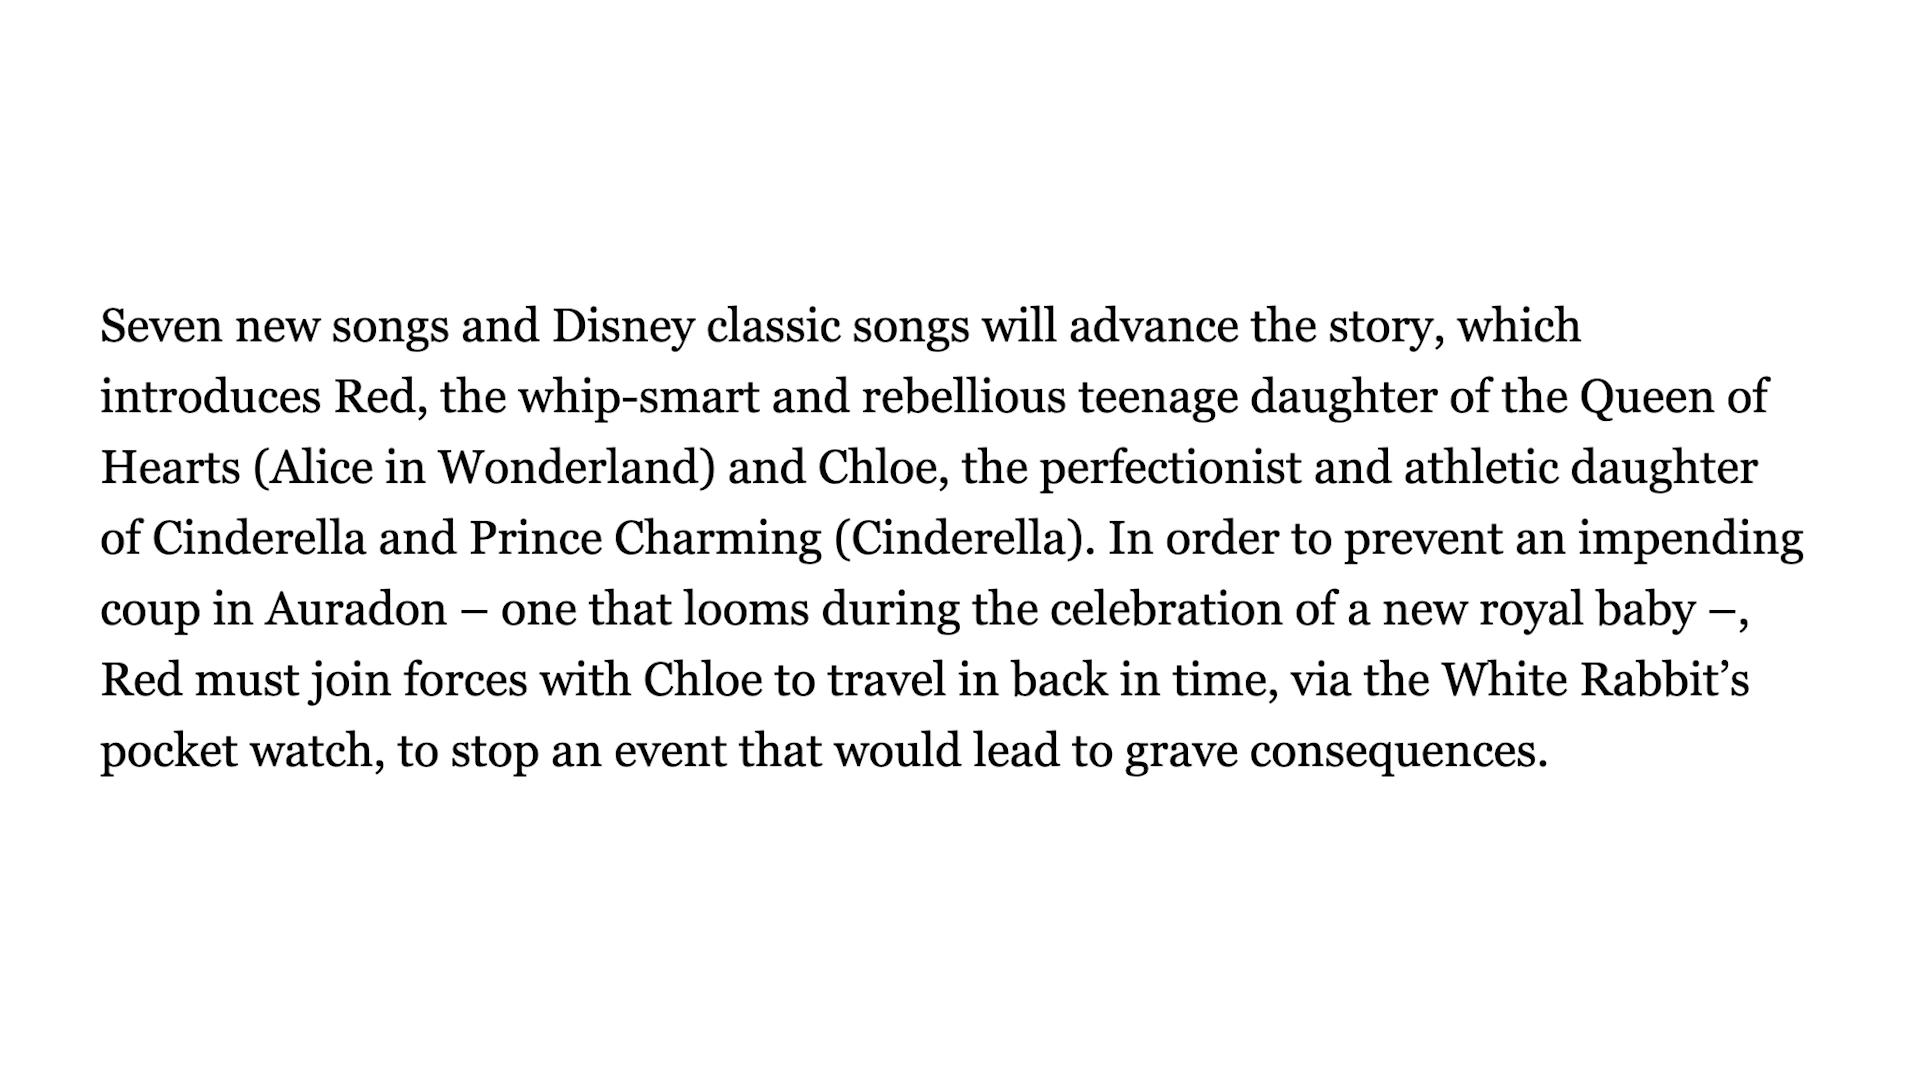 Seven new songs and Disney classic songs will advance the story, which
introduces Red, the whip-smart and rebellious teenage daughter of the Queen of
Hearts (Alice in Wonderland) and Chloe, the perfectionist and athletic daughter
of Cinderella and Prince Charming (Cinderella). In order to prevent an impending
coup in Auradon – one that looms during the celebration of a new royal baby –,
Red must join forces with Chloe to travel in back in time, via the White Rabbit’s
pocket watch, to stop an event that would lead to grave consequences.